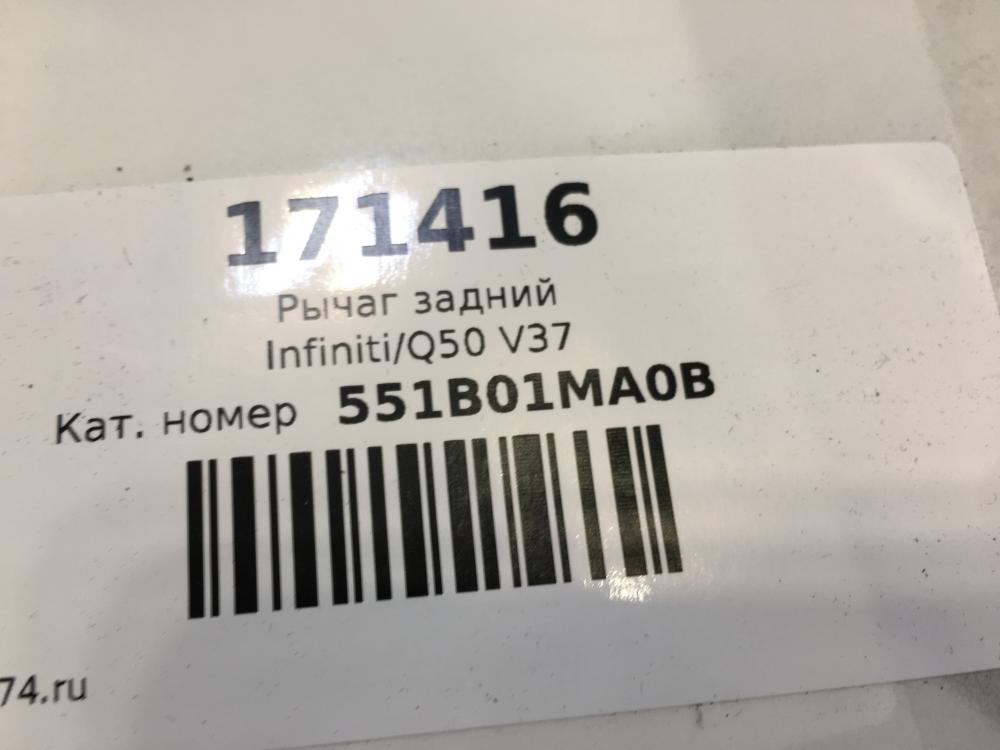 171416
Рычаг задний
Infiniti/Q50 V37
Кат. номер 551B01MA0B
74.ru